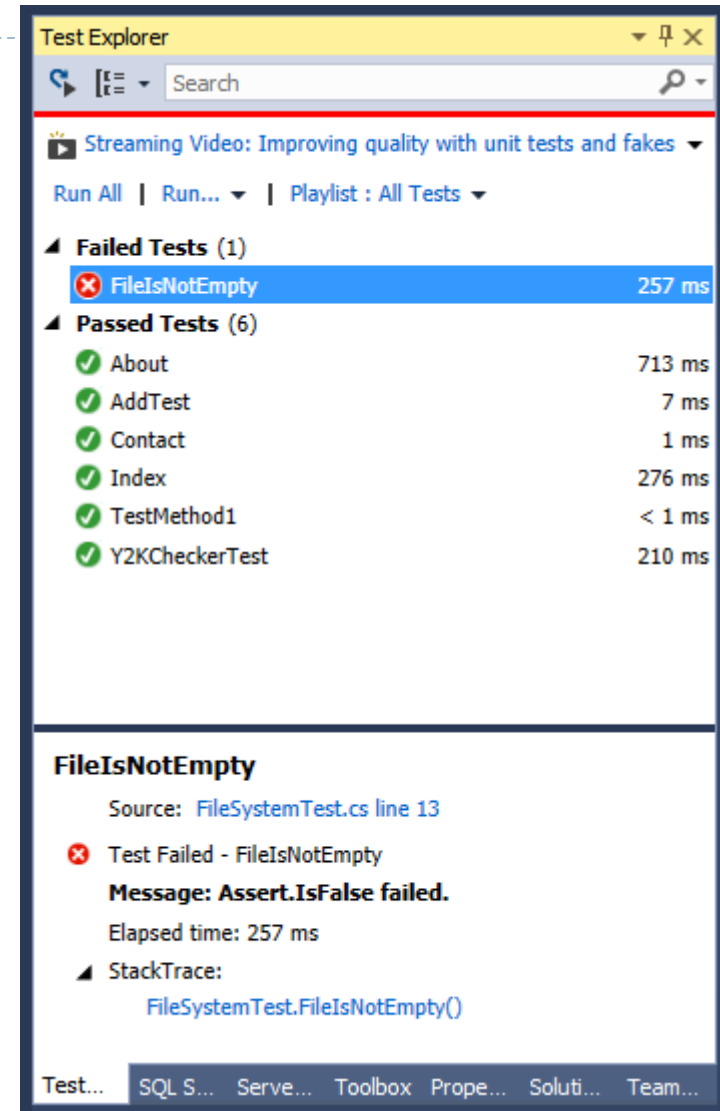 Test Explorer
Search
Streaming Video: Improving quality with unit tests and fakes
Run All | Run... | Playlist : All Tests
Failed Tests (1)
FileIsNotEmpty 257 ms
Passed Tests (6)
About 713 ms
AddTest 7 ms
Contact 1 ms
Index 276 ms
TestMethod1 < 1 ms
Y2KCheckerTest 210 ms
FileIsNotEmpty
Source: FileSystemTest.cs line 13
Test Failed - FileIsNotEmpty
Message: Assert.IsFalse failed.
Elapsed time: 257 ms
StackTrace:
FileSystemTest.FileIsNotEmpty()
Test... SQL S... Serve... Toolbox Prope... Soluti... Team...